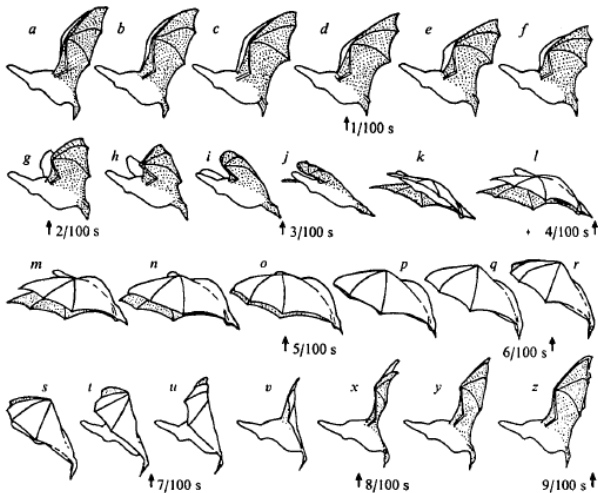 a b c d e f
1/100 s
g h i j k l
2/100 s 3/100 s 4/100 s
m n o p q r
5/100 s 6/100 s
s t u v x y z
7/100 s 8/100 s 9/100 s